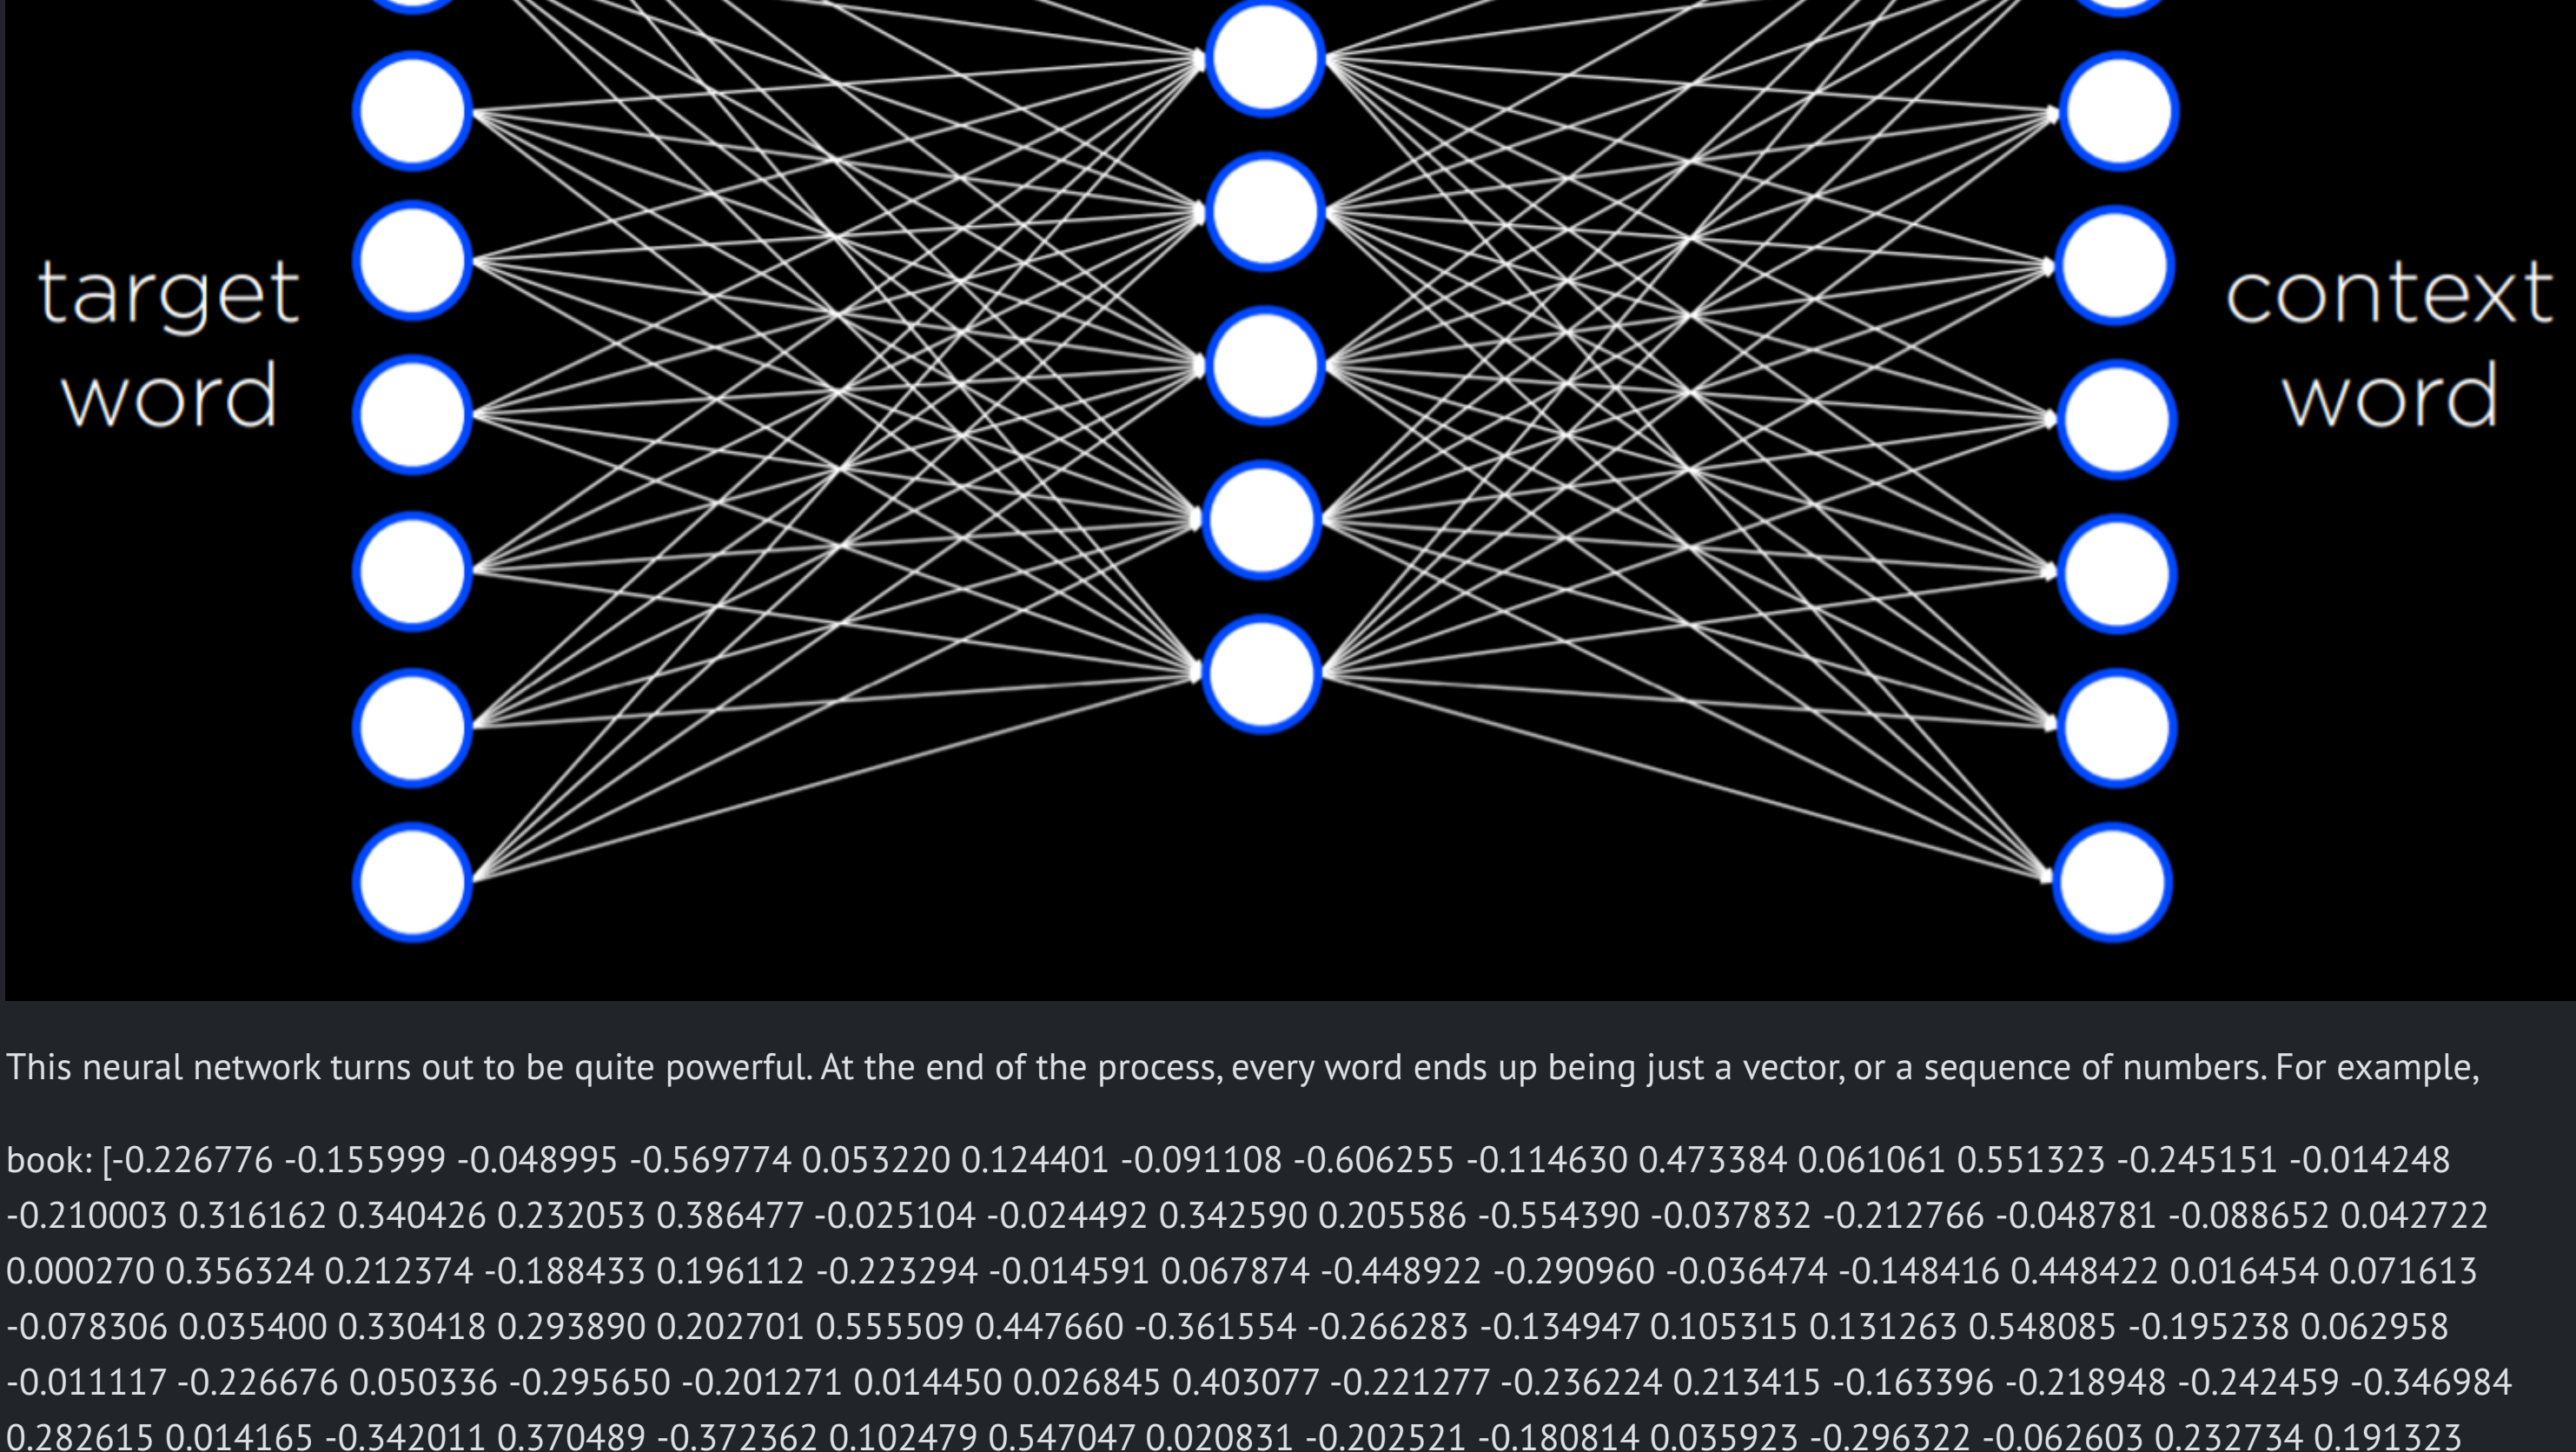 target
word
context
word
This neural network turns out to be quite powerful. At the end of the process, every word ends up being just a vector, or a sequence of numbers. For example,
book: [-0.226776 -0.155999 -0.048995 -0.569774 0.053220 0.124401 -0.091108 -0.606255 -0.114630 0.473384 0.061061 0.551323 -0.245151 -0.014248
-0.210003 0.316162 0.340426 0.232053 0.386477 -0.025104 -0.024492 0.342590 0.205586 -0.554390 -0.037832 -0.212766 -0.048781 -0.088652 0.042722
0.000270 0.356324 0.212374 -0.188433 0.196112 -0.223294 -0.014591 0.067874 -0.448922 -0.290960 -0.036474 -0.148416 0.448422 0.016454 0.071613
-0.078306 0.035400 0.330418 0.293890 0.202701 0.555509 0.447660 -0.361554 -0.266283 -0.134947 0.105315 0.131263 0.548085 -0.195238 0.062958
-0.011117 -0.226676 0.050336 -0.295650 -0.201271 0.014450 0.026845 0.403077 -0.221277 -0.236224 0.213415 -0.163396 -0.218948 -0.242459 -0.346984
0.282615 0.014165 -0.342011 0.370489 -0.372362 0.102479 0.547047 0.020831 -0.202521 -0.180814 0.035923 -0.296322 -0.062603 0.232734 0.191323